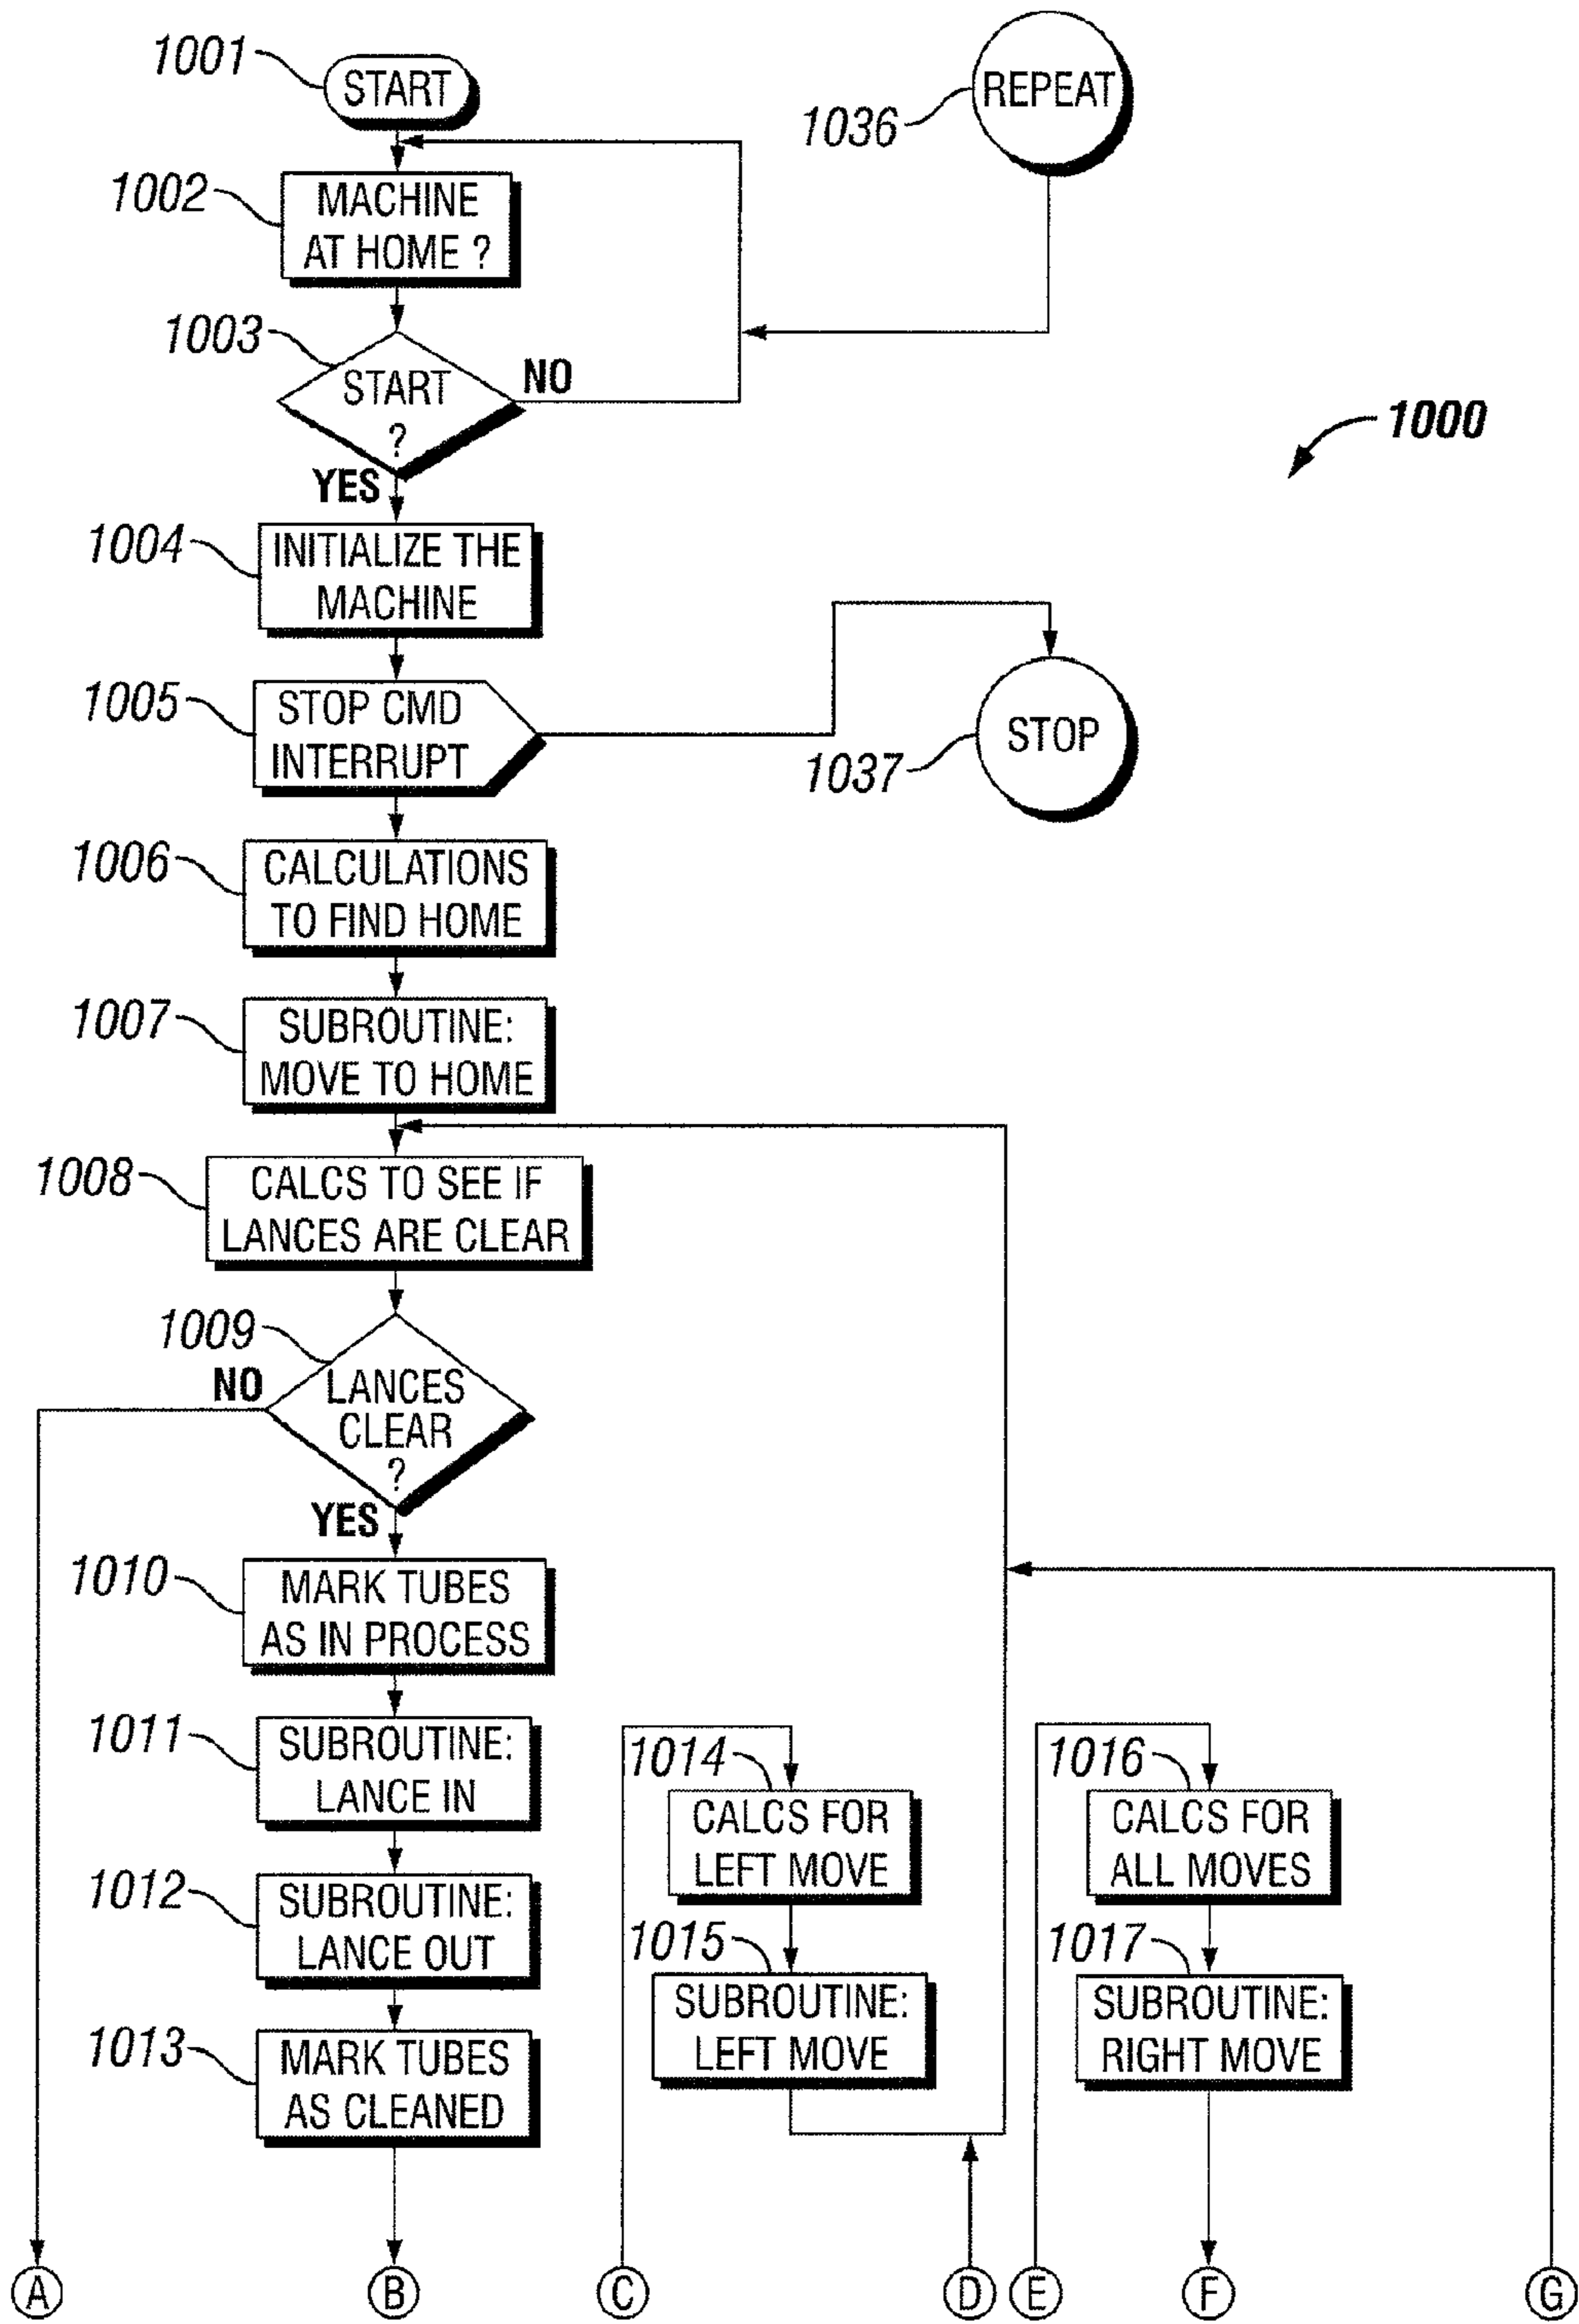 1001
START
REPEAT
1036
1002
MACHINE
AT HOME ?
1003
START
?
NO
YES
1000
1004
INITIALIZE THE
MACHINE
1005
STOP CMD
INTERRUPT
STOP
1037
1006
CALCULATIONS
TO FIND HOME
1007
SUBROUTINE:
MOVE TO HOME
1008
CALCS TO SEE IF
LANCES ARE CLEAR
1009
NO
LANCES
CLEAR
?
YES
1010
MARK TUBES
AS IN PROCESS
1011
SUBROUTINE:
LANCE IN
1012
SUBROUTINE:
LANCE OUT
1013
MARK TUBES
AS CLEANED
1014
CALCS FOR
LEFT MOVE
1015
SUBROUTINE:
LEFT MOVE
1016
CALCS FOR
ALL MOVES
1017
SUBROUTINE:
RIGHT MOVE
A
B
C
D
E
F
G